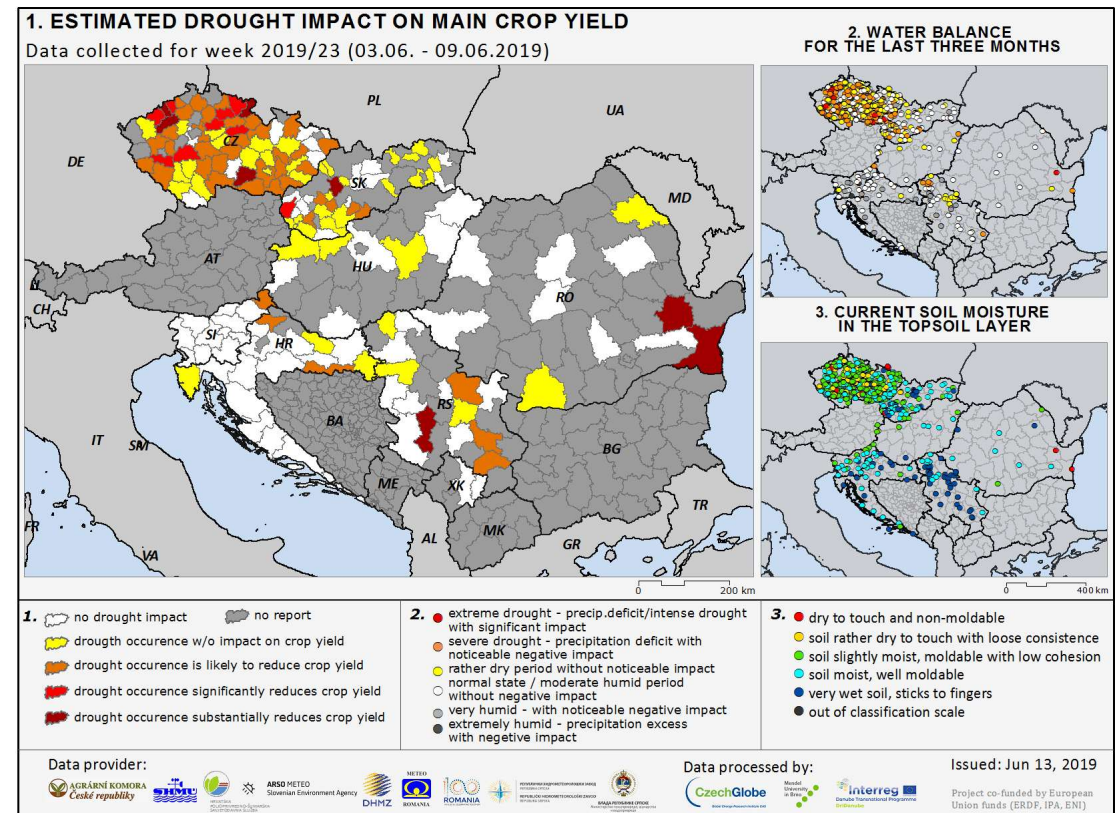 1. ESTIMATED DROUGHT IMPACT ON MAIN CROP YIELD
Data collected for week 2019/23 (03.06. - 09.06.2019)
PL
UA
DE
CZ
SK
MD
AT
HU
LI
CH
RO
SI
HR
RS
BA
IT
SM
BG
ME
XK
TR
FR
AL
MK
VA
GR
0 200 km
2. WATER BALANCE
FOR THE LAST THREE MONTHS
3. CURRENT SOIL MOISTURE
IN THE TOPSOIL LAYER
0 400 km
1. no drought impact no report
drougth occurence w/o impact on crop yield
drought occurence is likely to reduce crop yield
drought occurence significantly reduces crop yield
drought occurence substantially reduces crop yield
2. extreme drought - precip.deficit/intense drought
with significant impact
severe drought - precipitation deficit with
noticeable negative impact
rather dry period without noticeable impact
normal state / moderate humid period
without negative impact
very humid - with noticeable negative impact
extremely humid - precipitation excess
with negetive impact
3. dry to touch and non-moldable
soil rather dry to touch with loose consistence
soil slightly moist, moldable with low cohesion
soil moist, well moldable
very wet soil, sticks to fingers
out of classification scale
Data provider:
AGRÁRNÍ KOMORA
České republiky
SHMU
ARSO METEO
Slovenian Environment Agency
DHMZ
METEO
ROMANIA
100
ROMANIA
Data processed by:
CzechGlobe
Mendel
University
in Brno
Interreg
Danube Transnational Programme
DriDanube
Issued: Jun 13, 2019
Project co-funded by European
Union funds (ERDF, IPA, ENI)